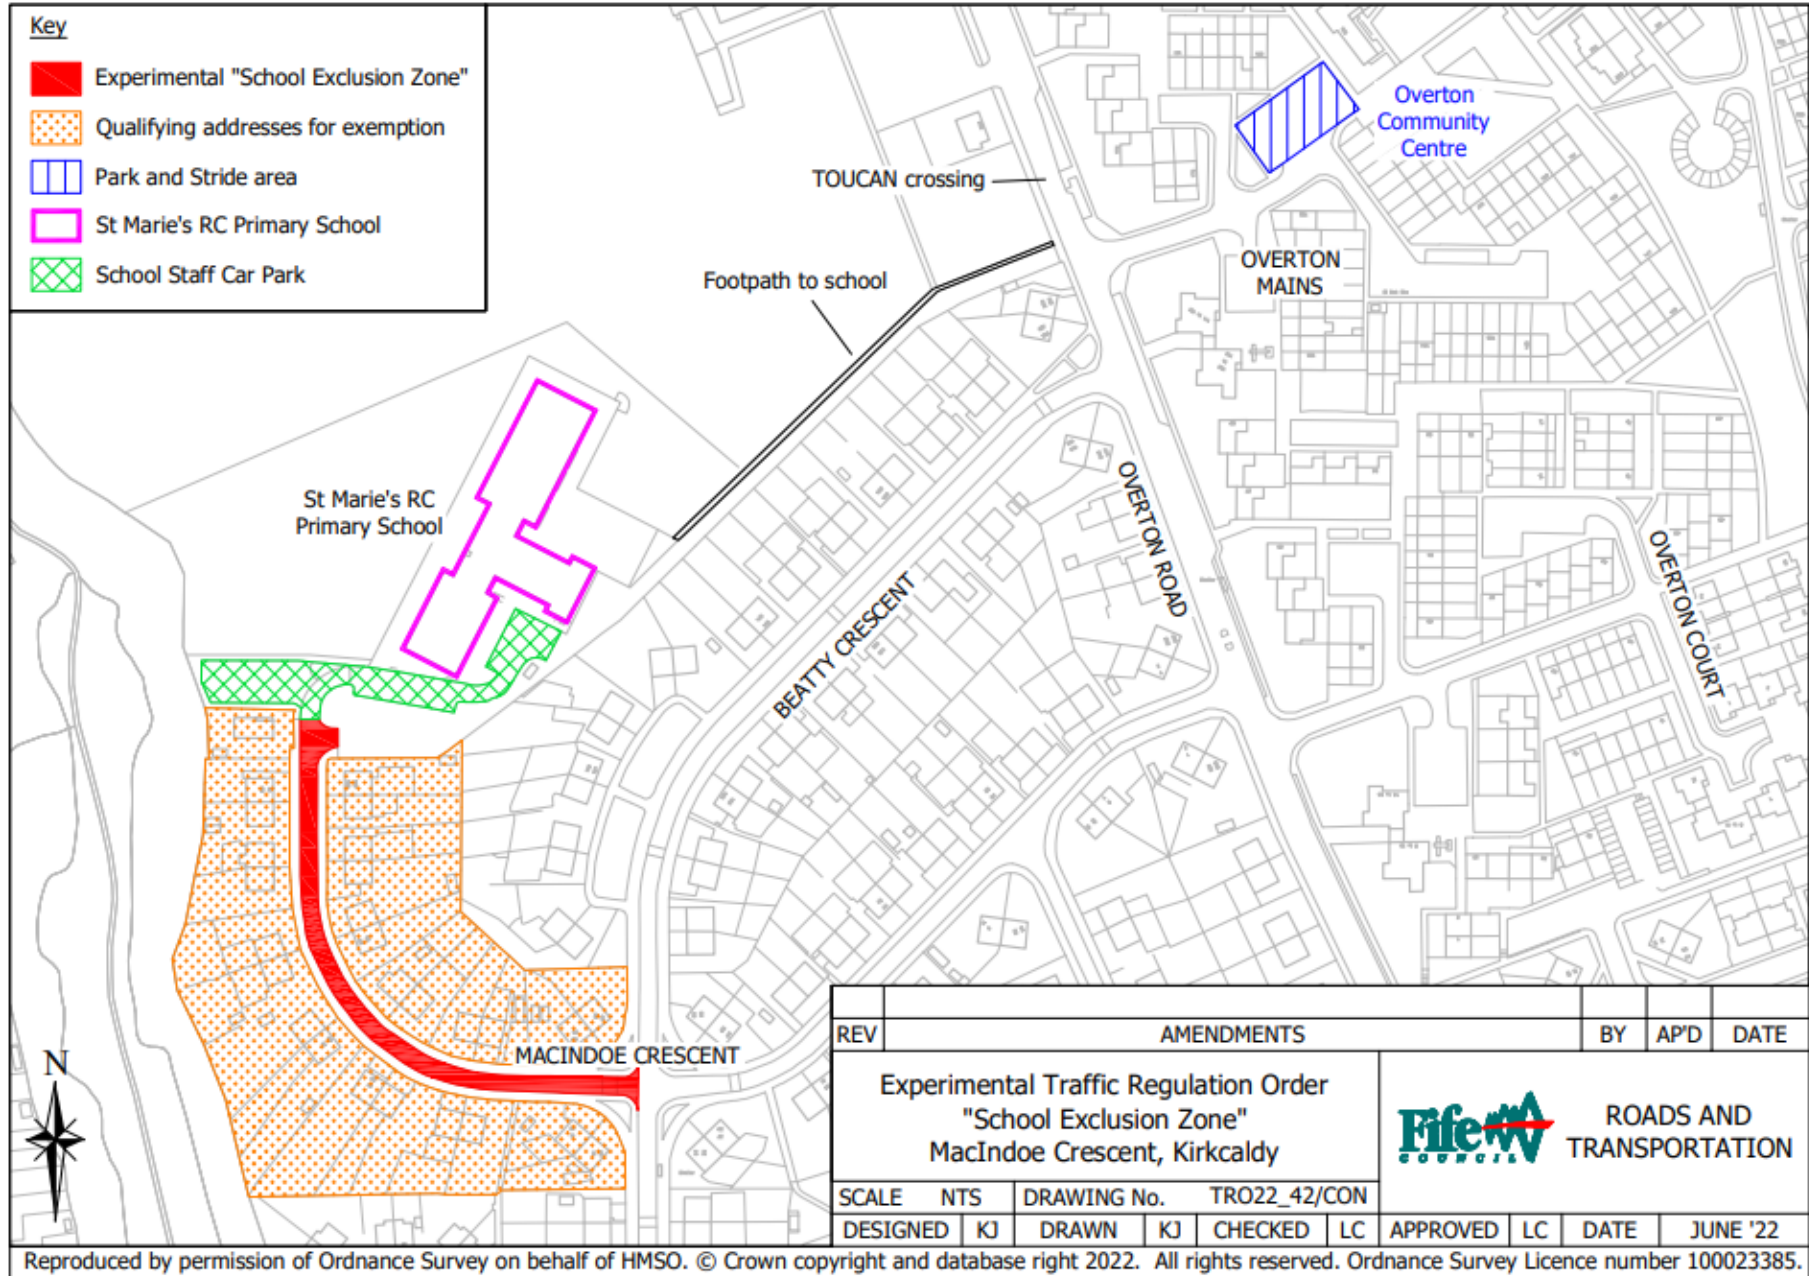 Key
Experimental "School Exclusion Zone"
Qualifying addresses for exemption
Park and Stride area
St Marie's RC Primary School
School Staff Car Park
Overton
Community
Centre
TOUCAN crossing
Footpath to school
OVERTON
MAINS
St Marie's RC
Primary School
OVERTON ROAD
OVERTON COURT
BEATTY CRESCENT
MACINDOE CRESCENT
N
REV AMENDMENTS BY AP'D DATE
Experimental Traffic Regulation Order
"School Exclusion Zone"
MacIndoe Crescent, Kirkcaldy
Fife
COUNCIL
ROADS AND
TRANSPORTATION
SCALE NTS DRAWING No. TRO22_42/CON
DESIGNED KJ DRAWN KJ CHECKED LC APPROVED LC DATE JUNE '22
Reproduced by permission of Ordnance Survey on behalf of HMSO. © Crown copyright and database right 2022. All rights reserved. Ordnance Survey Licence number 100023385.